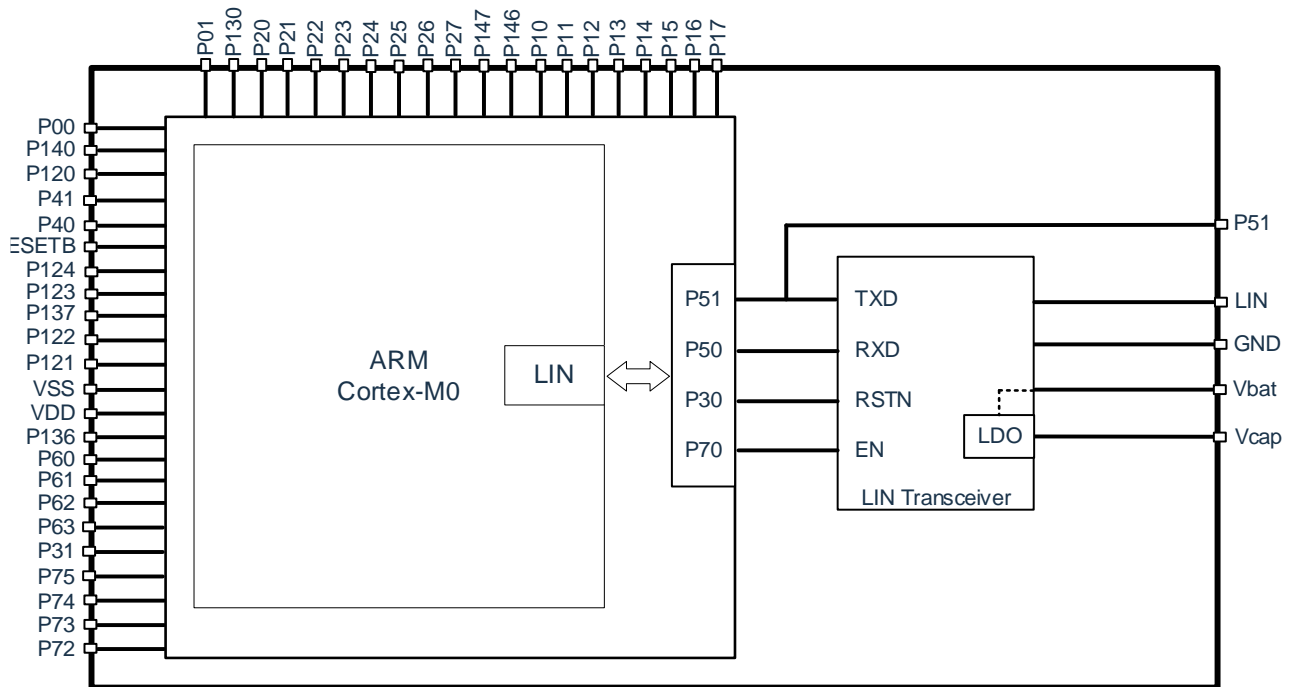 P01
P130
P20
P21
P22
P23
P24
P25
P26
P27
P147
P146
P10
P11
P12
P13
P14
P15
P16
P17
P00
P140
P120
P41
P40
ESETB
P124
P123
P137
P122
P121
VSS
VDD
P136
P60
P61
P62
P63
P31
P75
P74
P73
P72
ARM
Cortex-M0
LIN
P51
P50
P30
P70
TXD
RXD
RSTN
EN
LDO
LIN Transceiver
P51
LIN
GND
Vbat
Vcap